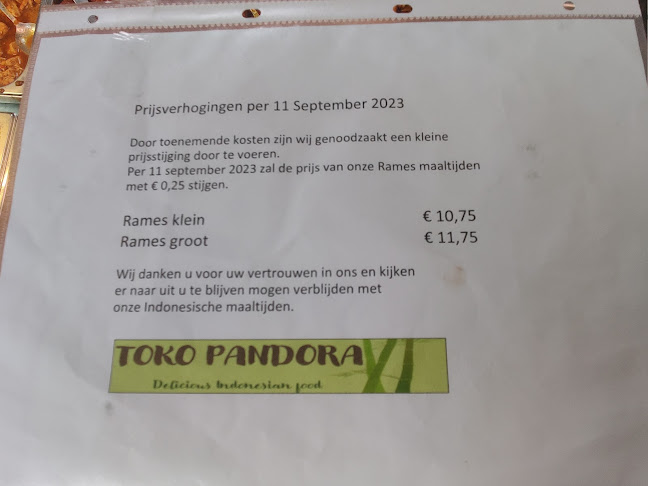 Prijsverhogingen per 11 September 2023
Door toenemende kosten zijn wij genoodzaakt een kleine
prijsstijging door te voeren.
Per 11 september 2023 zal de prijs van onze Rames maaltijden
met € 0,25 stijgen.
Rames klein € 10,75
Rames groot € 11,75
Wij danken u voor uw vertrouwen in ons en kijken
er naar uit u te blijven mogen verblijden met
onze Indonesische maaltijden.
TOKO PANDORA
Delicious Indonesian food